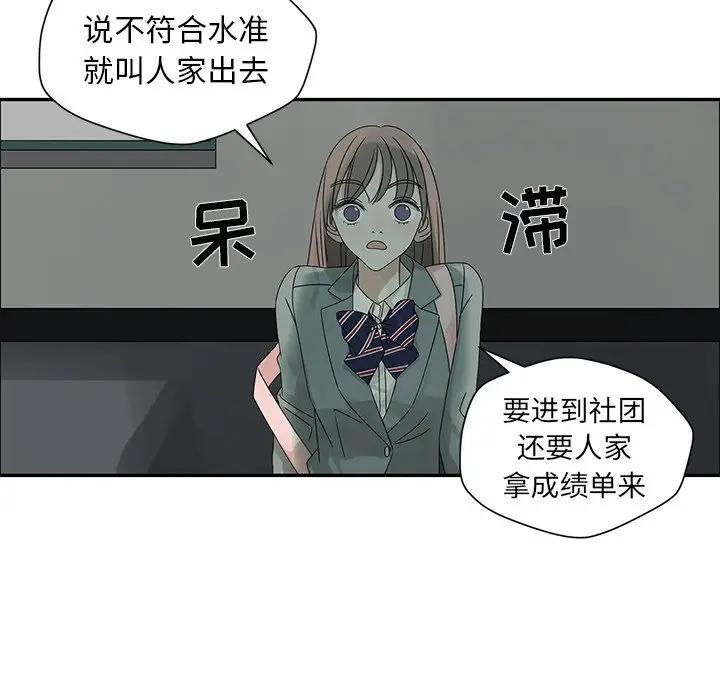 说不符合水准
就叫人家出去
呆滞
要进到社团
还要人家
拿成绩单来